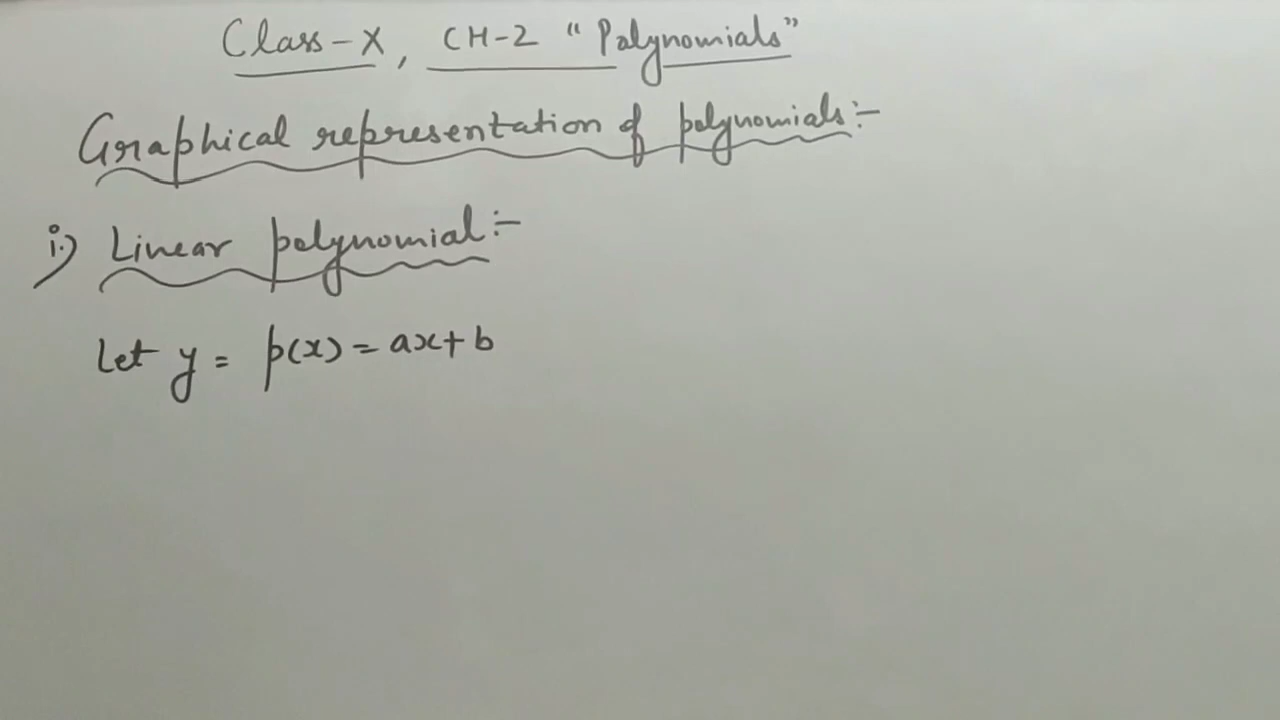 Class-X, CH-2 "Polynomials"
Graphical representation of polynomials:-
i.) Linear polynomial:-
Let y = p(x) = ax+b